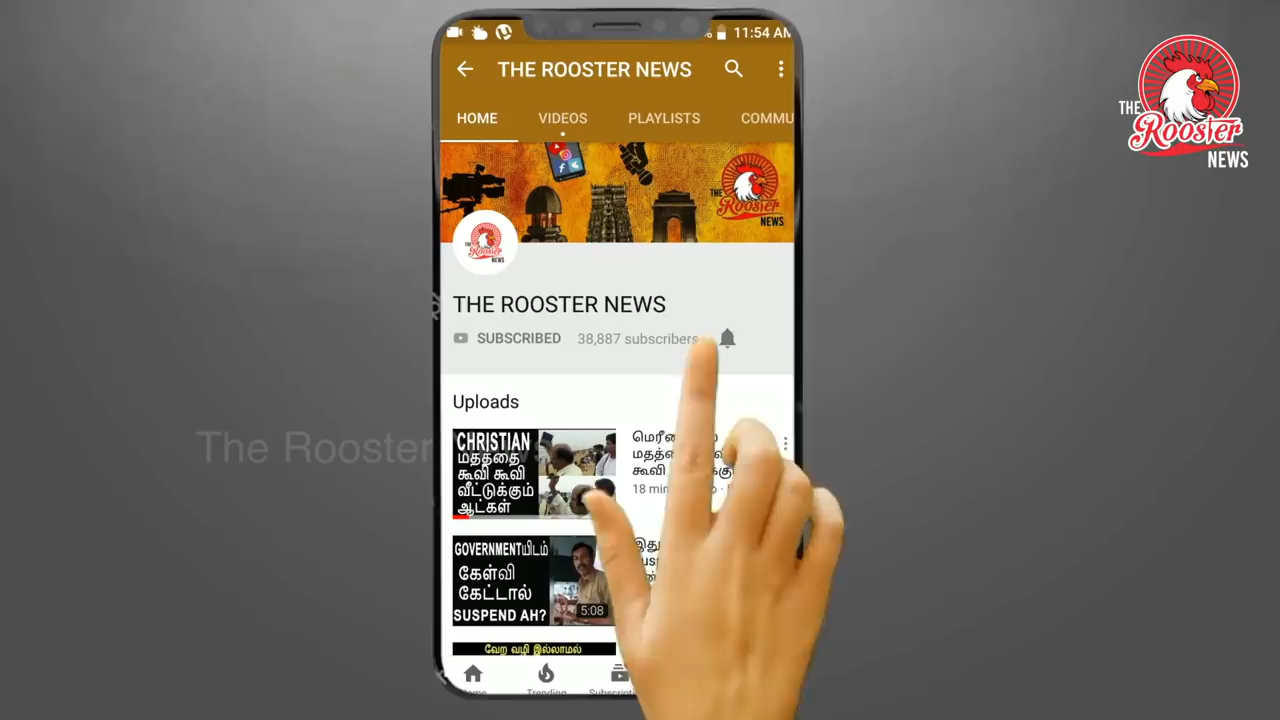 11:54 AM
THE ROOSTER NEWS
HOME VIDEOS PLAYLISTS COMMU
THE
Rooster
NEWS
THE
Rooster
NEWS
Rooster
NEWS
THE ROOSTER NEWS
SUBSCRIBED 38,887 subscribers
Uploads
The Rooster
CHRISTIAN
மதத்தை
கூவி கூவி
வீட்டுக்கும்
ஆட்கள்
18 min
GOVERNMENTயிடம்
கேள்வி
கேட்டால்
SUSPEND AH?
5:08
வேற வழி இல்லாமல்
Trending